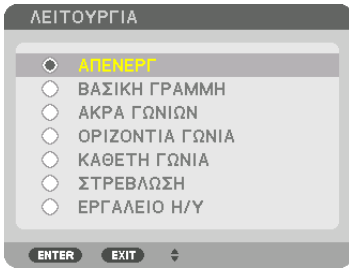 ΛΕΙΤΟΥΡΓΙΑ
ΑΠΕΝΕΡΓ
ΒΑΣΙΚΗ ΓΡΑΜΜΗ
ΑΚΡΑ ΓΩΝΙΩΝ
ΟΡΙΖΟΝΤΙΑ ΓΩΝΙΑ
ΚΑΘΕΤΗ ΓΩΝΙΑ
ΣΤΡΕΒΛΩΣΗ
ΕΡΓΑΛΕΙΟ Η/Υ
ENTER EXIT